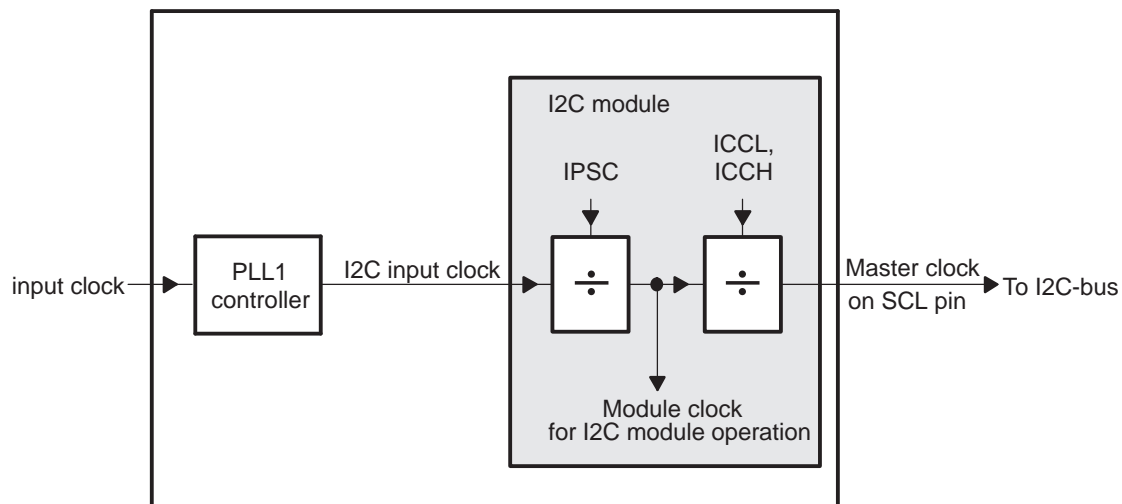 I2C module
ICCL,
ICCH
IPSC
÷
÷
input clock
PLL1
controller
I2C input clock
Master clock
on SCL pin
To I2C-bus
Module clock
for I2C module operation